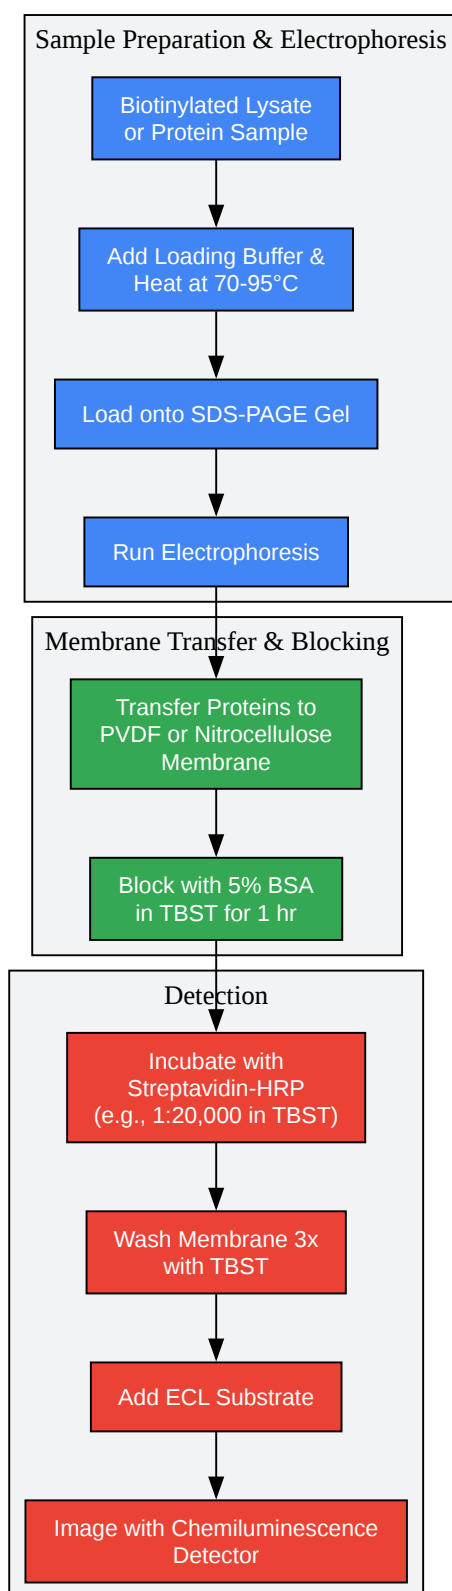 Sample Preparation & Electrophoresis
Biotinylated Lysate
or Protein Sample
Add Loading Buffer &
Heat at 70-95°C
Load onto SDS-PAGE Gel
Run Electrophoresis
Membrane Transfer & Blocking
Transfer Proteins to
PVDF or Nitrocellulose
Membrane
Block with 5% BSA
in TBST for 1 hr
Detection
Incubate with
Streptavidin-HRP
(e.g., 1:20,000 in TBST)
Wash Membrane 3x
with TBST
Add ECL Substrate
Image with Chemiluminescence
Detector